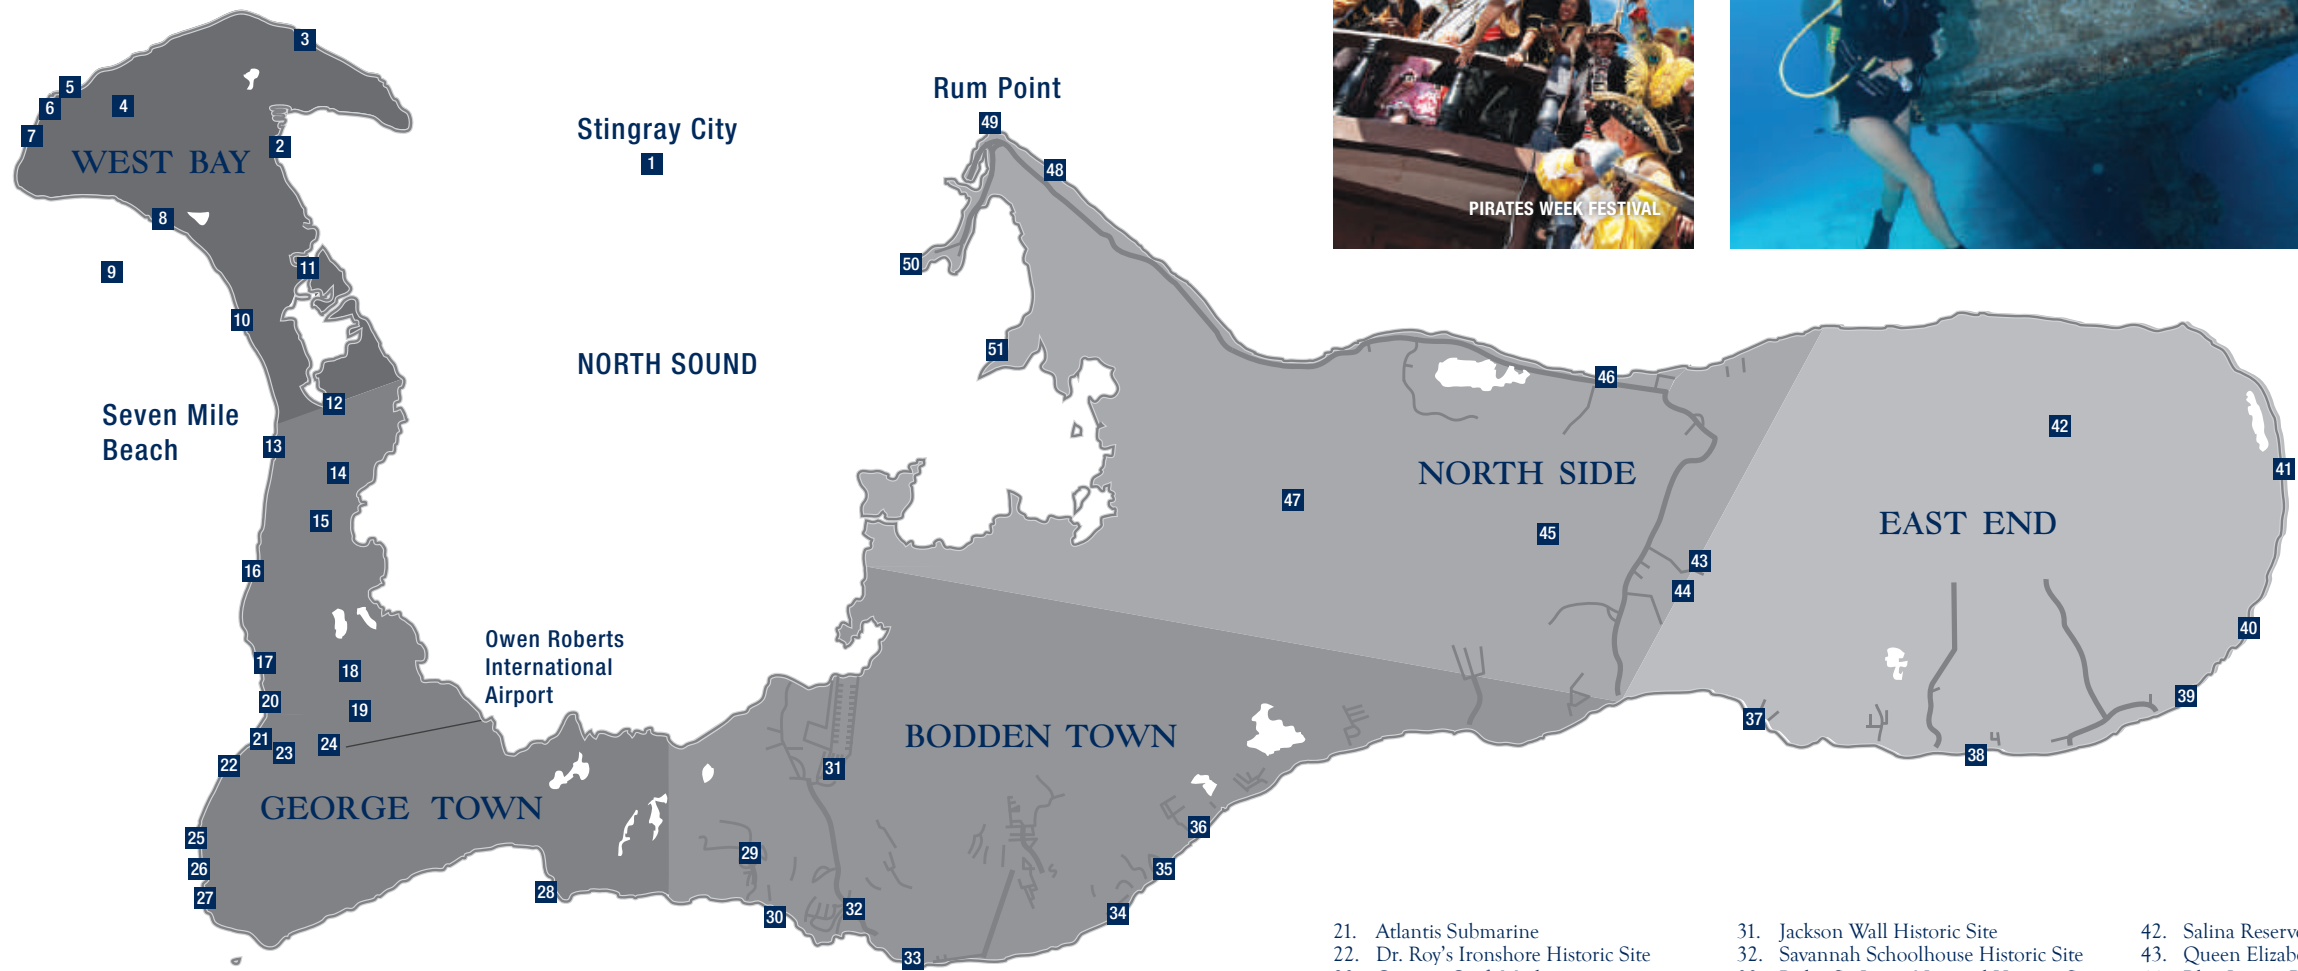 3
5
4
6
7
2
WEST BAY
Stingray City
1
Rum Point
49
48
8
9
11
10
50
51
NORTH SOUND
Seven Mile
Beach
12
13
14
15
16
PIRATES WEEK FESTIVAL
46
42
41
NORTH SIDE
47
45
EAST END
43
44
40
39
37
38
Owen Roberts
International
Airport
17
18
20
19
21
23
24
22
GEORGE TOWN
BODDEN TOWN
31
25
26
27
28
29
30
32
33
34
35
36
21. Atlantis Submarine
22. Dr. Roy's Ironshore Historic Site
31. Jackson Wall Historic Site
32. Savannah Schoolhouse Historic Site
42. Salina Reserve
43. Queen Elizab